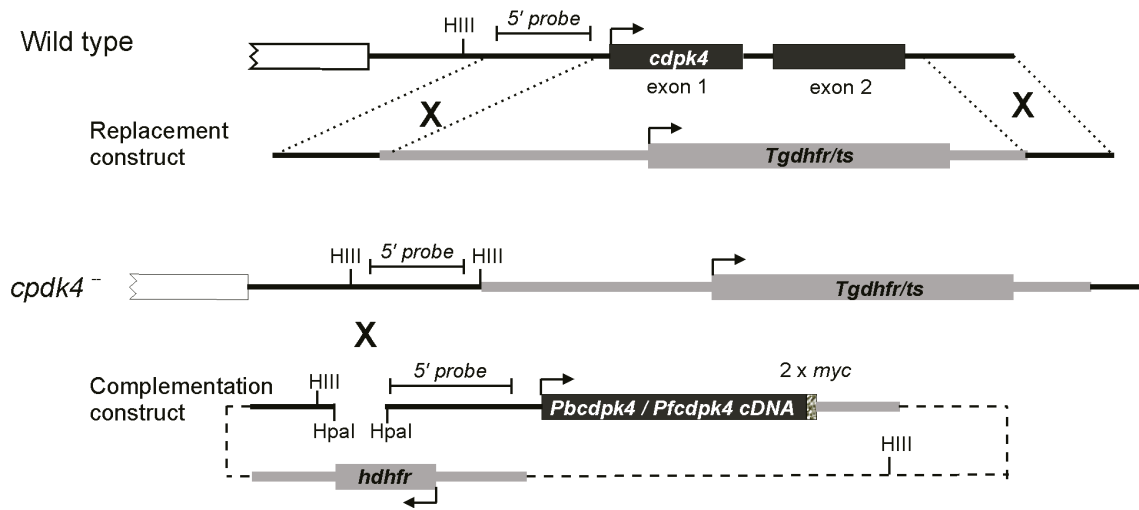 Wild type
HIII
5' probe
cdpk4
exon 1
exon 2
X
X
Replacement
construct
Tgdhfr/ts
cpdk4 --
HIII
5' probe
HIII
Tgdhfr/ts
X
Complementation
construct
HIII
5' probe
2 x myc
Pbcdpk4 / Pfcdpk4 cDNA
HpaI
HpaI
HIII
hdhfr